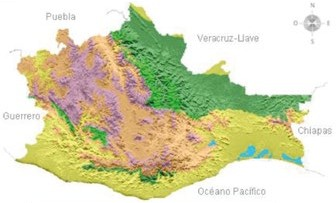 Puebla
N
Veracruz-Llave
Guerrero
Chiapas
Océano Pacífico